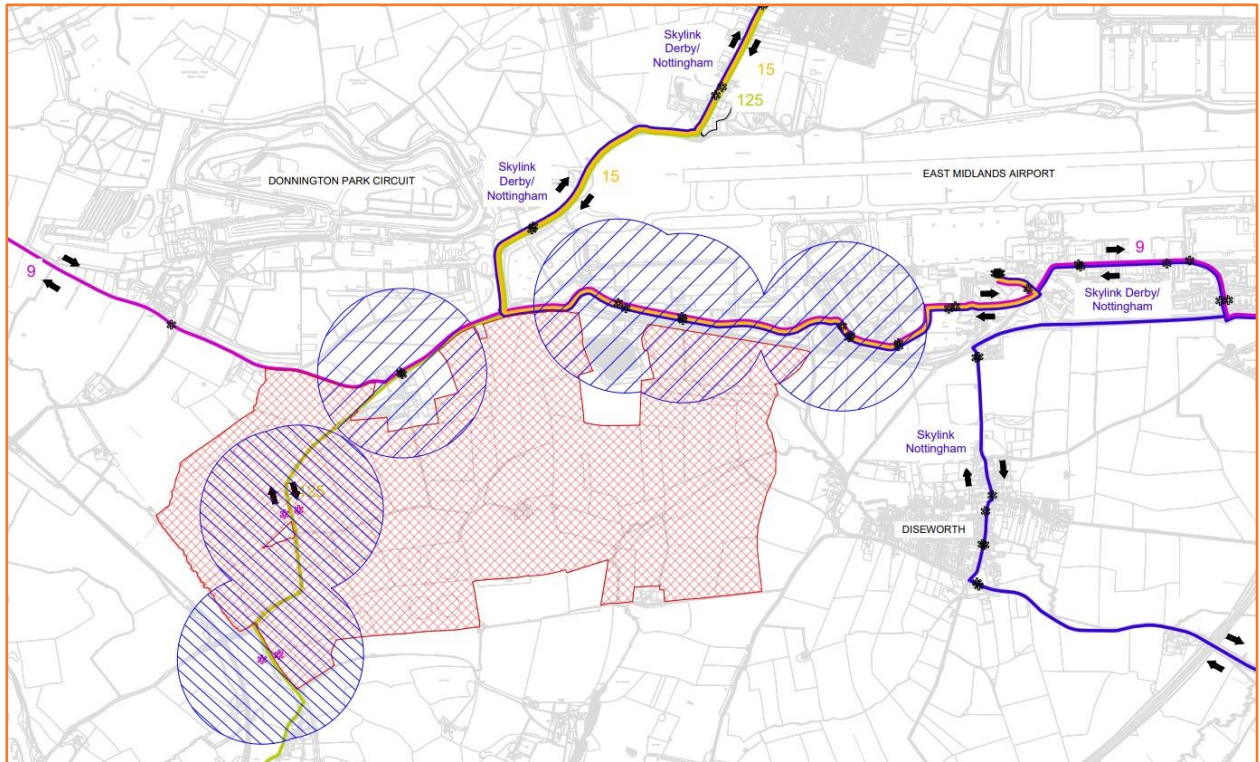 Skylink
Derby/
Nottingham
15
125
Skylink
Derby/
Nottingham
15
DONNINGTON PARK CIRCUIT
EAST MIDLANDS AIRPORT
9
9
Skylink Derby/
Nottingham
Skylink
Nottingham
125
DISEWORTH